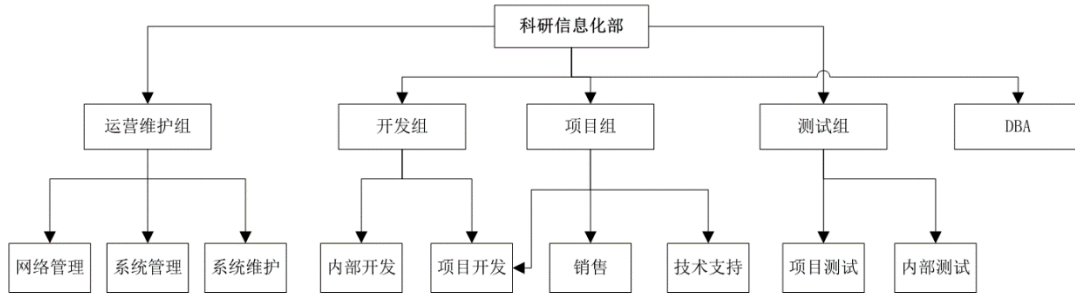 科研信息化部
运营维护组
开发组
项目组
测试组
DBA
网络管理
系统管理
系统维护
内部开发
项目开发
销售
技术支持
项目测试
内部测试